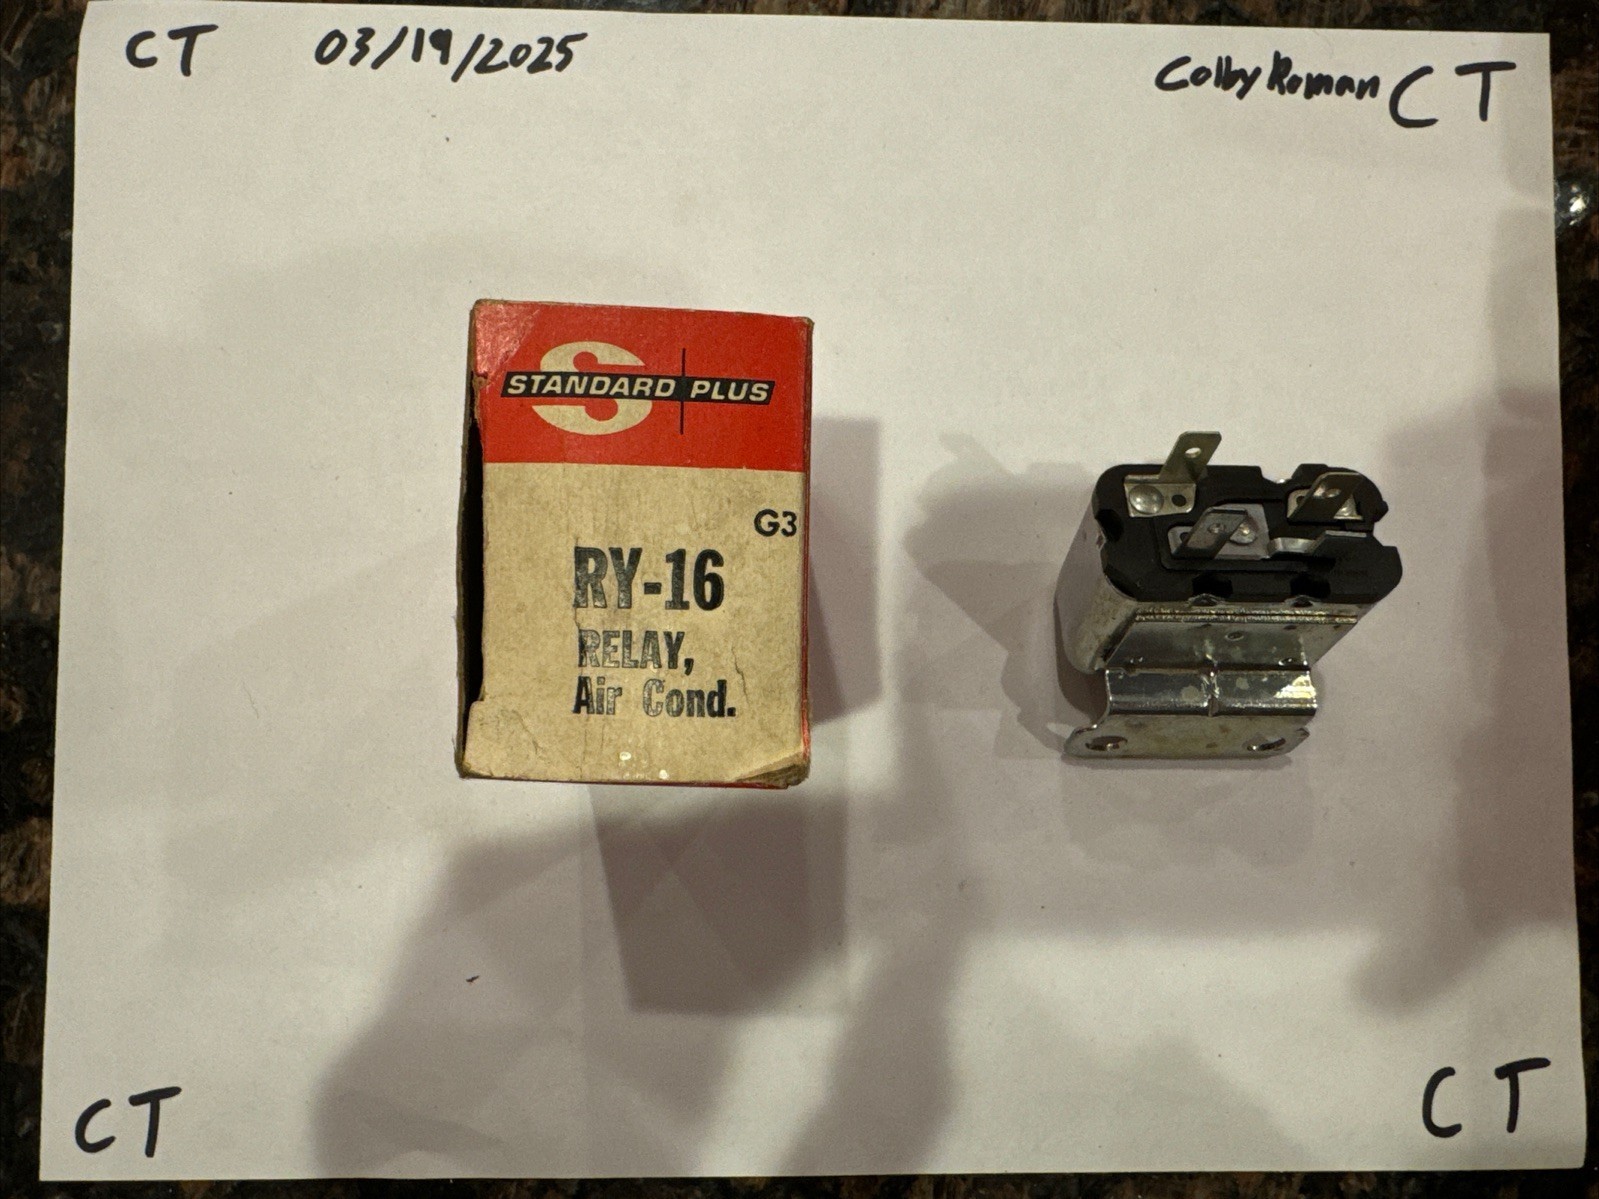 CT 03/19/2025 Colby Roman CT
S
STANDARD PLUS
G3
RY-16
RELAY,
Air Cond.
CT CT